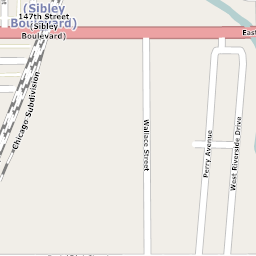 (Sibley
Boulevard)
147th Street
(Sibley
Boulevard)
East
Chicago Subdivision
Wallace Street
Perry Avenue
West Riverside Drive